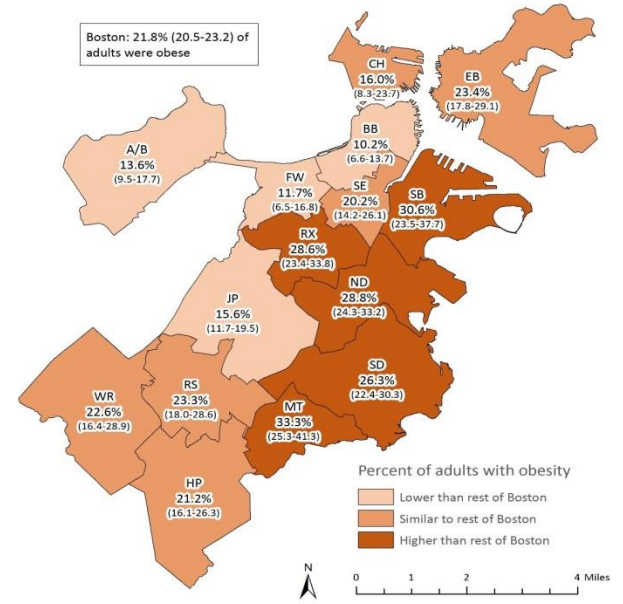 Boston: 21.8% (20.5-23.2) of
adults were obese
CH
16.0%
(8.3-23.7)
EB
23.4%
(17.8-29.1)
BB
10.2%
(6.6-13.7)
A/B
13.6%
(9.5-17.7)
FW
11.7%
(6.5-16.8)
SE
20.2%
(14.2-26.1)
SB
30.6%
(23.5-37.7)
RX
28.6%
(23.4-33.8)
ND
28.8%
(24.3-33.2)
JP
15.6%
(11.7-19.5)
SD
26.3%
(22.4-30.3)
WR
22.6%
(16.4-28.9)
RS
23.3%
(18.0-28.6)
MT
33.3%
(25.3-41.3)
HP
21.2%
(16.1-26.3)
Percent of adults with obesity
Lower than rest of Boston
Similar to rest of Boston
Higher than rest of Boston
N
0 2 4 Miles